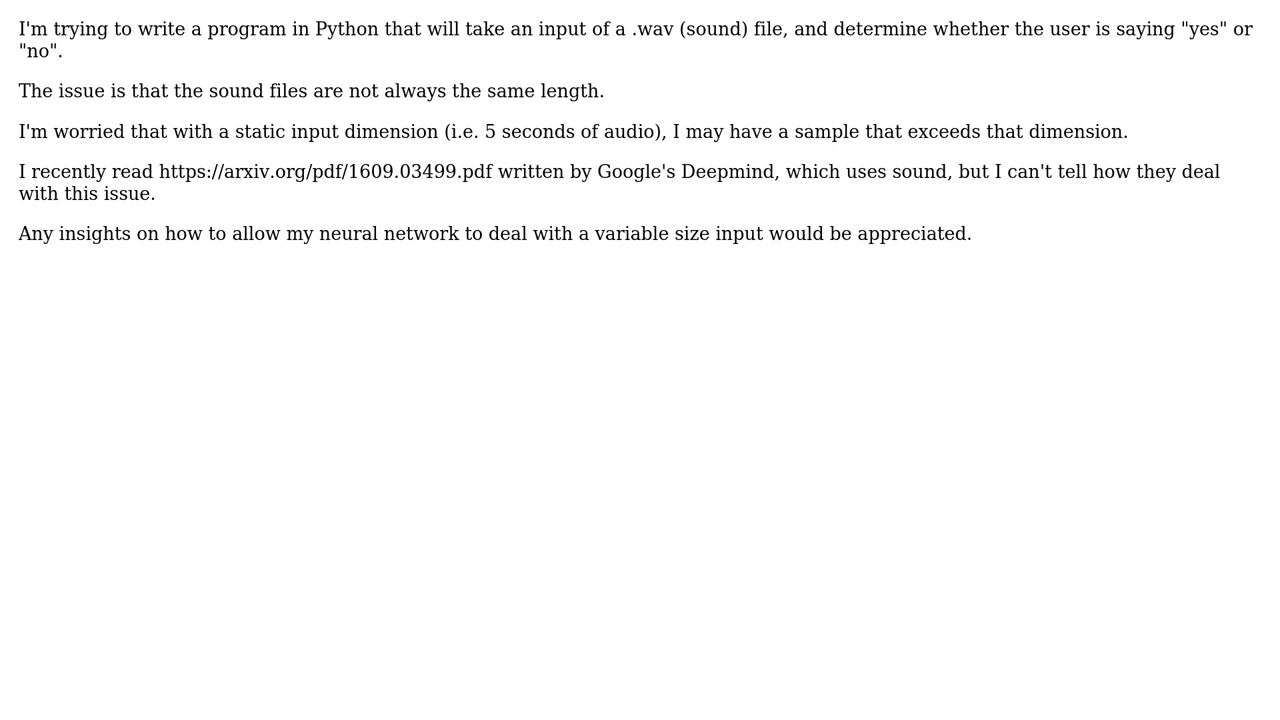 I'm trying to write a program in Python that will take an input of a .wav (sound) file, and determine whether the user is saying "yes" or
"no".
The issue is that the sound files are not always the same length.
I'm worried that with a static input dimension (i.e. 5 seconds of audio), I may have a sample that exceeds that dimension.
I recently read https://arxiv.org/pdf/1609.03499.pdf written by Google's Deepmind, which uses sound, but I can't tell how they deal
with this issue.
Any insights on how to allow my neural network to deal with a variable size input would be appreciated.